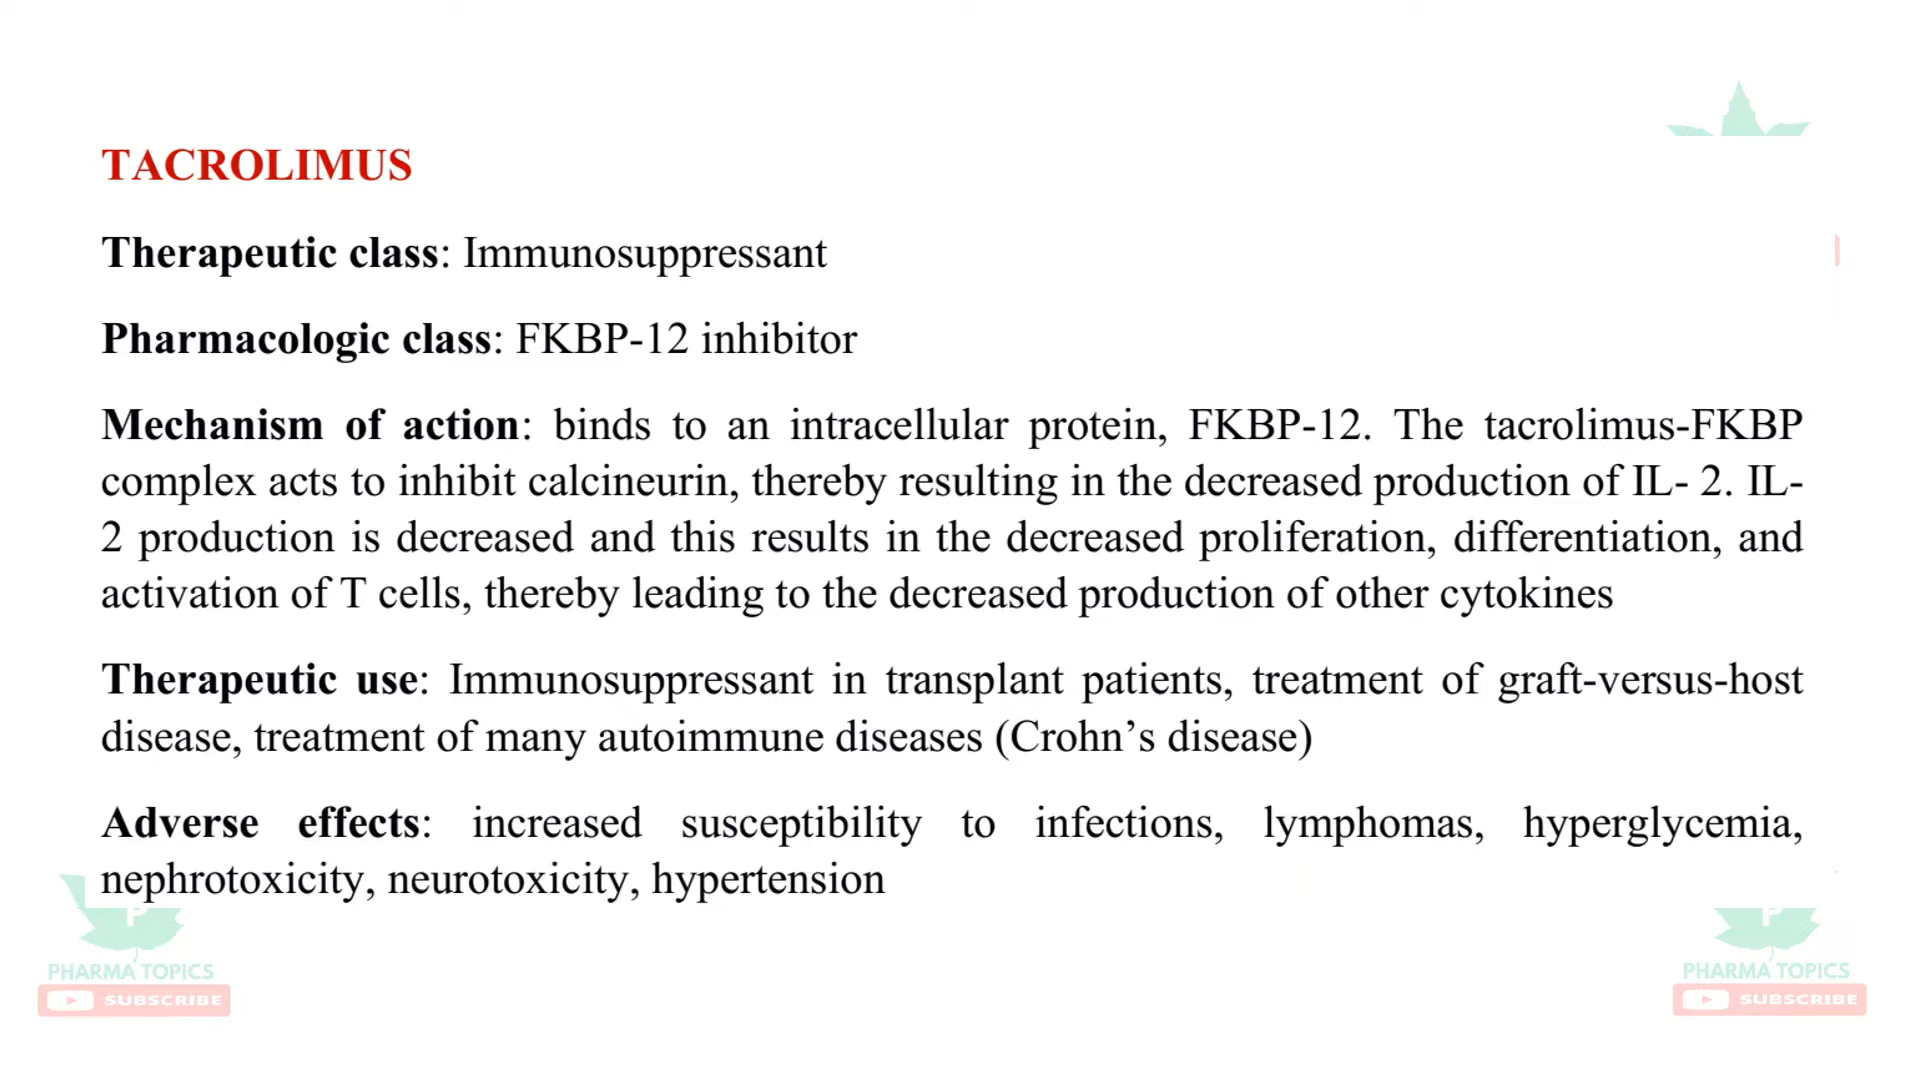 TACROLIMUS
Therapeutic class: Immunosuppressant
Pharmacologic class: FKBP-12 inhibitor
Mechanism of action: binds to an intracellular protein, FKBP-12. The tacrolimus-FKBP
complex acts to inhibit calcineurin, thereby resulting in the decreased production of IL- 2. IL-
2 production is decreased and this results in the decreased proliferation, differentiation, and
activation of T cells, thereby leading to the decreased production of other cytokines
Therapeutic use: Immunosuppressant in transplant patients, treatment of graft-versus-host
disease, treatment of many autoimmune diseases (Crohn’s disease)
Adverse effects: increased susceptibility to infections, lymphomas, hyperglycemia,
nephrotoxicity, neurotoxicity, hypertension
P
PHARMA TOPICS
SUBSCRIBE
P
PHARMA TOPICS
SUBSCRIBE